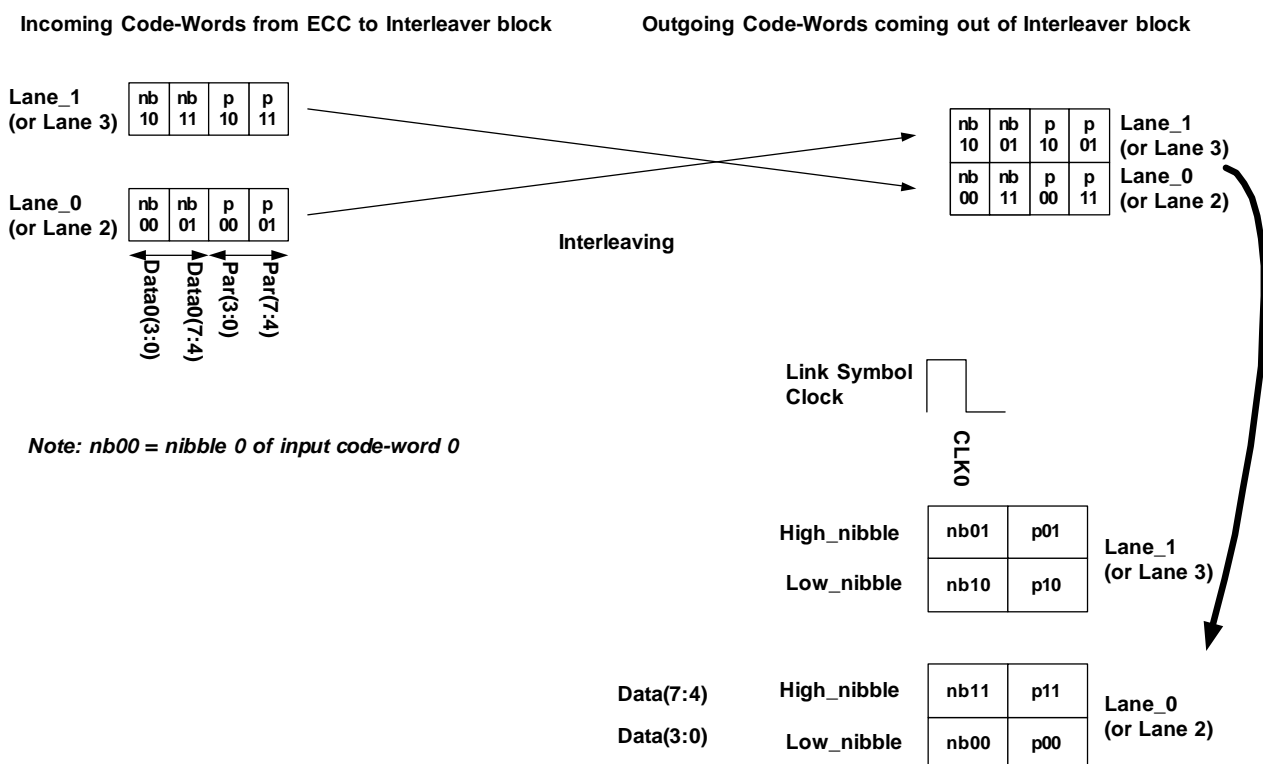 Incoming Code-Words from ECC to Interleaver block
Outgoing Code-Words coming out of Interleaver block
Lane_1
(or Lane 3)
nb nb p p
10 11 10 11
Lane_0
(or Lane 2)
nb nb p p
00 01 00 01
Data0(3:0)
Data0(7:4)
Par(3:0)
Par(7:4)
Interleaving
nb nb p p
10 01 10 01
Lane_1
(or Lane 3)
nb nb p p
00 11 00 11
Lane_0
(or Lane 2)
Note: nb00 = nibble 0 of input code-word 0
Link Symbol
Clock
CLK0
High_nibble nb01 p01
Low_nibble nb10 p10
Lane_1
(or Lane 3)
Data(7:4) High_nibble nb11 p11
Data(3:0) Low_nibble nb00 p00
Lane_0
(or Lane 2)